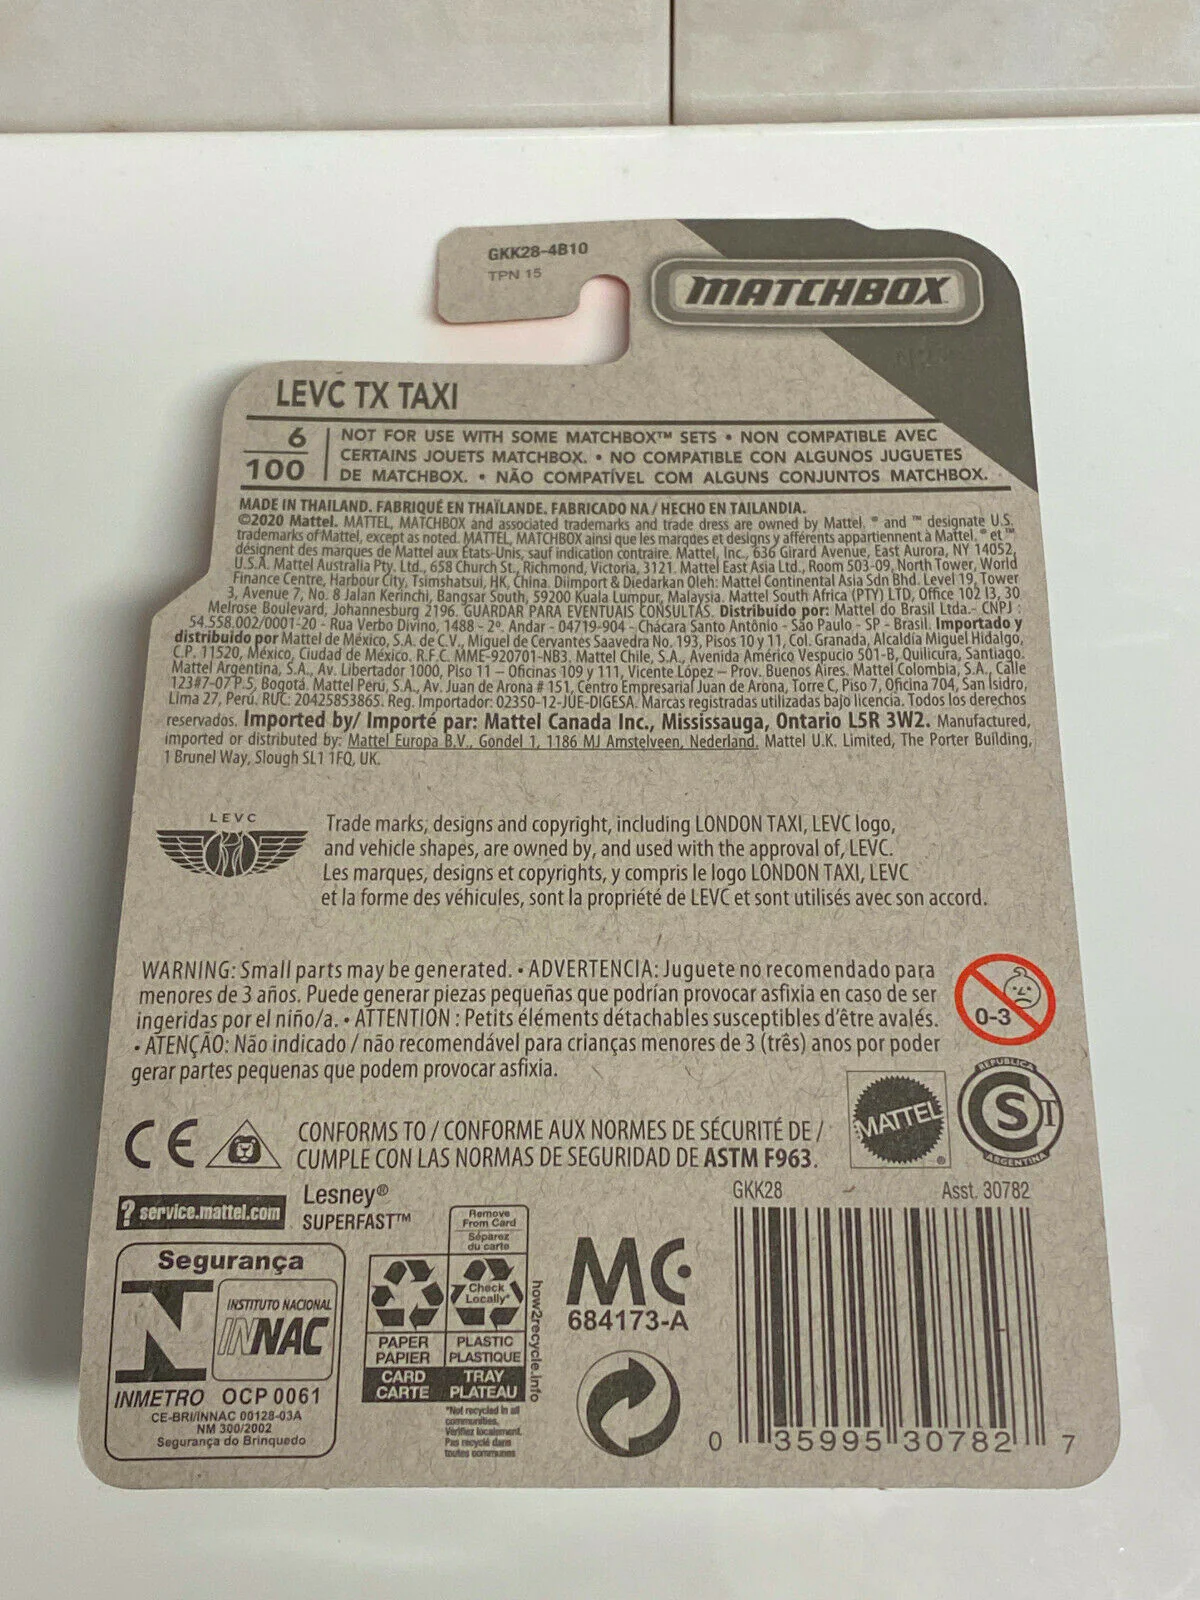 GKK28-4B10
TPN 15
MATCHBOX
LEVC TX TAXI
6
100
NOT FOR USE WITH SOME MATCHBOX™ SETS • NON COMPATIBLE AVEC
CERTAINS JOUETS MATCHBOX. • NO COMPATIBLE CON ALGUNOS JUGUETES
DE MATCHBOX. • NÃO COMPATÍVEL COM ALGUNS CONJUNTOS MATCHBOX.
MADE IN THAILAND. FABRIQUÉ EN THAÏLANDE. FABRICADO NA / HECHO EN TAILANDIA.
©2020 Mattel. MATTEL, MATCHBOX and associated trademarks and trade dress are owned by Mattel. ® and ™ designate U.S.
trademarks of Mattel, except as noted. MATTEL, MATCHBOX ainsi que les marques et designs y afférents appartiennent à Mattel. ® et ™
désignent des marques de Mattel aux États-Unis, sauf indication contraire. Mattel, Inc., 636 Girard Avenue, East Aurora, NY 14052,
U.S.A. Mattel Australia Pty. Ltd., 658 Church St., Richmond, Victoria, 3121. Mattel East Asia Ltd., Room 503-09, North Tower, World
Finance Centre, Harbour City, Tsimshatsui, HK, China. Diimport & Diedarkan Oleh: Mattel Continental Asia Sdn Bhd. Level 19, Tower
3, Avenue 7, No. 8 Jalan Kerinchi, Bangsar South, 59200 Kuala Lumpur, Malaysia. Mattel South Africa (PTY) LTD, Office 102 I3, 30
Melrose Boulevard, Johannesburg 2196. GUARDAR PARA EVENTUAIS CONSULTAS. Distribuído por: Mattel do Brasil Ltda.- CNPJ :
54.558.002/0001-20 - Rua Verbo Divino, 1488 - 2º. Andar - 04719-904 - Chácara Santo Antônio - São Paulo - SP - Brasil. Importado y
distribuido por Mattel de México, S.A. de C.V., Miguel de Cervantes Saavedra No. 193, Pisos 10 y 11, Col. Granada, Alcaldía Miguel Hidalgo,
C.P. 11520, México, Ciudad de México. R.F.C. MME-920701-NB3. Mattel Chile, S.A., Avenida Américo Vespucio 501-B, Quilicura, Santiago.
Mattel Argentina, S.A., Av. Libertador 1000, Piso 11 – Oficinas 109 y 111, Vicente López – Prov. Buenos Aires. Mattel Colombia, S.A., Calle
123#7-07 P.5, Bogotá. Mattel Perú, S.A., Av. Juan de Arona # 151, Centro Empresarial Juan de Arona, Torre C, Piso 7, Oficina 704, San Isidro,
Lima 27, Perú. RUC: 20425853865. Reg. Importador: 02350-12-JUE-DIGESA. Marcas registradas utilizadas bajo licencia. Todos los derechos
reservados. Imported by/ Importé par: Mattel Canada Inc., Mississauga, Ontario L5R 3W2. Manufactured,
imported or distributed by: Mattel Europa B.V., Gondel 1, 1186 MJ Amstelveen, Nederland. Mattel U.K. Limited, The Porter Building,
1 Brunel Way, Slough SL1 1FQ, UK.
LEVC
Trade marks, designs and copyright, including LONDON TAXI, LEVC logo,
and vehicle shapes, are owned by, and used with the approval of, LEVC.
Les marques, designs et copyrights, y compris le logo LONDON TAXI, LEVC
et la forme des véhicules, sont la propriété de LEVC et sont utilisés avec son accord.
WARNING: Small parts may be generated. • ADVERTENCIA: Juguete no recomendado para
menores de 3 años. Puede generar piezas pequeñas que podrían provocar asfixia en caso de ser
ingeridas por el niño/a. • ATTENTION : Petits éléments détachables susceptibles d'être avalés.
• ATENÇÃO: Não indicado / não recomendável para crianças menores de 3 (três) anos por poder
gerar partes pequenas que podem provocar asfixia.
0-3
CE
CONFORMS TO / CONFORME AUX NORMES DE SÉCURITÉ DE /
CUMPLE CON LAS NORMAS DE SEGURIDAD DE ASTM F963.
MATTEL ®
REPUBLICA
CSI
ARGENTINA
? service.mattel.com
Lesney®
SUPERFAST™
GKK28
Asst. 30782
Segurança
INSTITUTO NACIONAL
INNAC
INMETRO OCP 0061
CE-BRI/INNAC 00128-03A
NM 300/2002
Segurança do Brinquedo
Remove
From Card
Séparez
du carte
Check
Locally*
PAPER
PAPIER
CARD
CARTE
PLASTIC
PLASTIQUE
TRAY
PLATEAU
how2recycle.info
*Not recycled in all
communities.
Vérifiez localement.
Pas recyclé dans
toutes communes
MC
684173-A
0 35995 30782 7